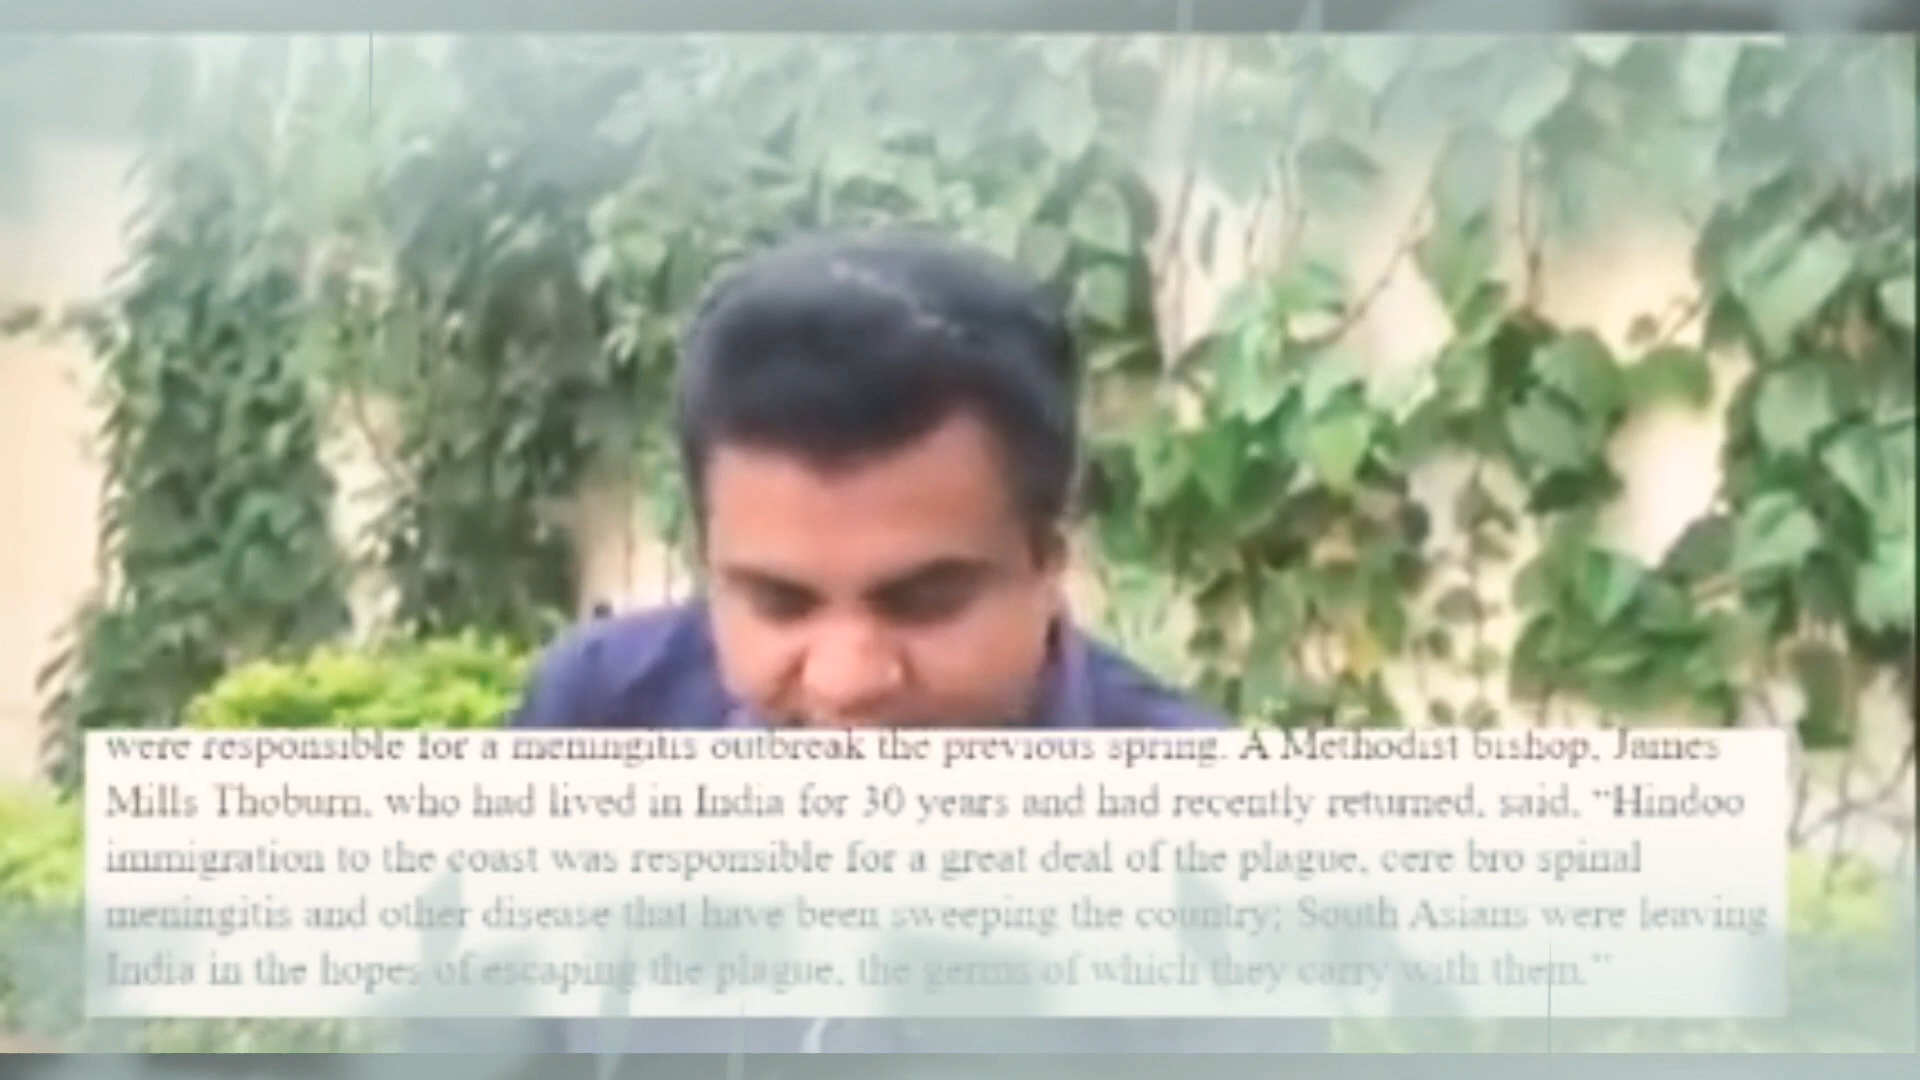 were responsible for a meningitis outbreak the previous spring. A Methodist bishop, James
Mills Thoburn, who had lived in India for 30 years and had recently returned, said, "Hindoo
immigration to the coast was responsible for a great deal of the plague, cere bro spinal
meningitis and other disease that have been sweeping the country; South Asians were leaving
India in the hopes of escaping the plague, the germs of which they carry with them."